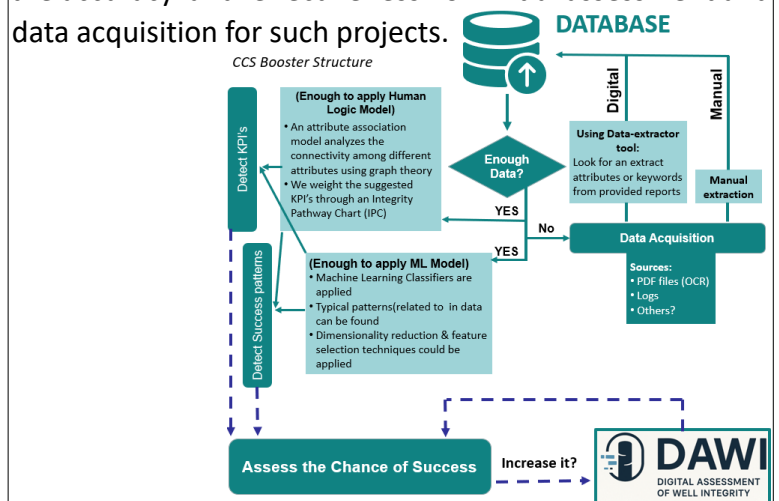 data acquisition for such projects.
DATABASE
CCS Booster Structure
Digital
Manual
(Enough to apply Human
Logic Model)
• An attribute association
model analyzes the
connectivity among different
attributes using graph theory
• We weight the suggested
KPI's through an Integrity
Pathway Chart (IPC)
Detect KPI's
Enough
Data?
Using Data-extractor
tool:
Look for an extract
attributes or keywords
from provided reports
Manual
extraction
YES
No
YES
Data Acquisition
Sources:
• PDF files (OCR)
• Logs
• Others?
Detect Success patterns
(Enough to apply ML Model)
• Machine Learning Classifiers are
applied
• Typical patterns(related to in data
can be found
• Dimensionality reduction & feature
selection techniques could be
applied
Assess the Chance of Success
Increase it?
DAWI
DIGITAL ASSESSMENT
OF WELL INTEGRITY